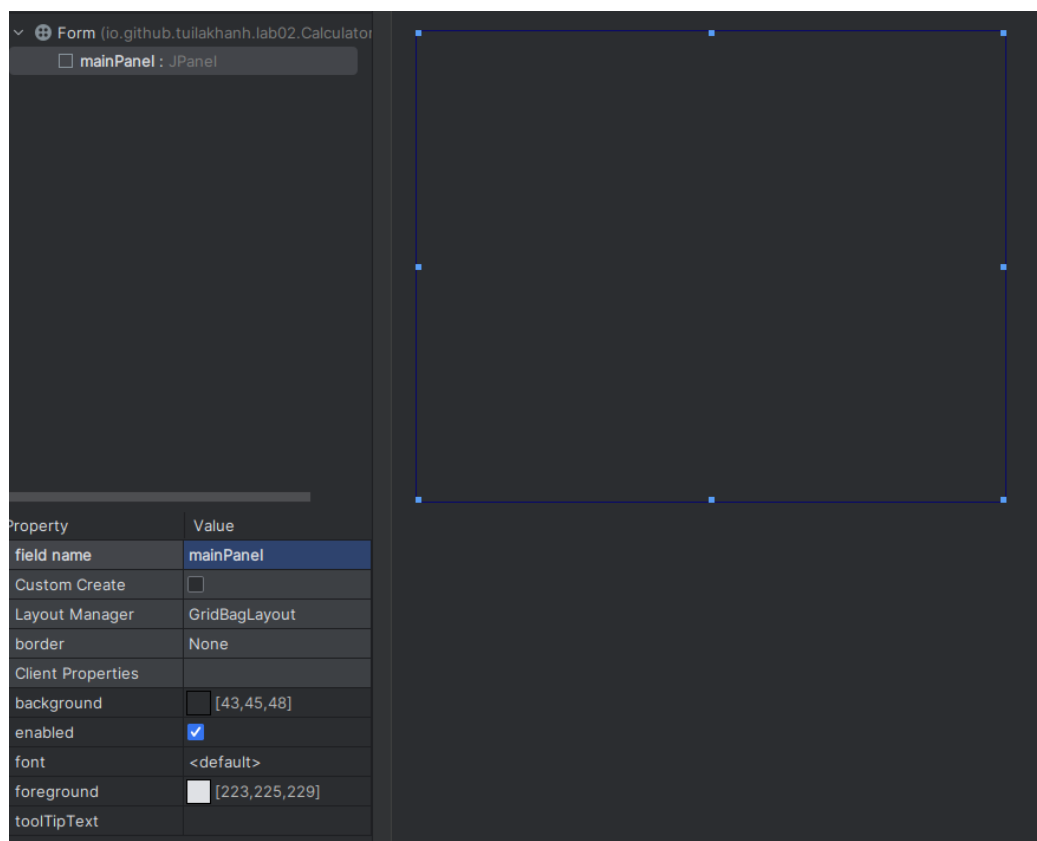 Form (io.github.tuilakhanh.lab02.Calculator
mainPanel : JPanel
Property Value
field name mainPanel
Custom Create
Layout Manager GridBagLayout
border None
Client Properties
background [43,45,48]
enabled
font <default>
foreground [223,225,229]
toolTipText